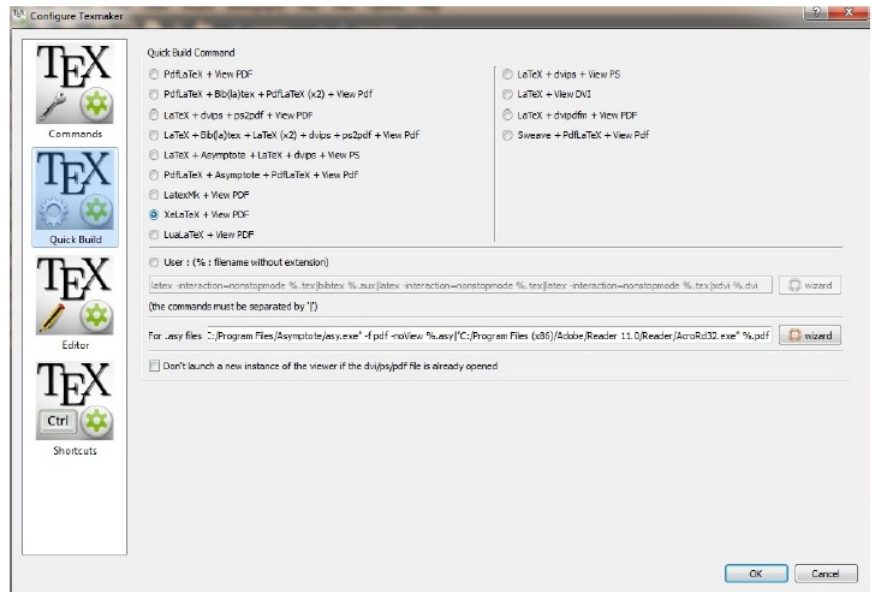 Configure Texmaker
TEX
Commands
TEX
Quick Build
TEX
Editor
TEX
Ctrl
Shortcuts
Quick Build Command
PdfLaTeX + View PDF
PdfLaTeX + Bib(la)tex + PdfLaTeX (x2) + View Pdf
LaTeX + dvips + ps2pdf + View PDF
LaTeX + Bib(la)tex + LaTeX (x2) + dvips + ps2pdf + View Pdf
LaTeX + Asymptote + LaTeX + dvips + View PS
PdfLaTeX + Asymptote + PdfLaTeX + View Pdf
LatexMk + View PDF
XeLaTeX + View PDF
LuaLaTeX + View PDF
LaTeX + dvips + View PS
LaTeX + View DVI
LaTeX + dvipdfm + View PDF
Sweave + PdfLaTeX + View Pdf
User : (% : filename without extension)
latex -interaction=nonstopmode %.tex|bibtex %.aux|latex -interaction=nonstopmode %.tex|latex -interaction=nonstopmode %.tex|xdvi %.dvi
wizard
(the commands must be separated by '|')
For .asy files
C:/Program Files/Asymptote/asy.exe" -f pdf -noView %.asy|"C:/Program Files (x86)/Adobe/Reader 11.0/Reader/AcroRd32.exe" %.pdf
wizard
Don't launch a new instance of the viewer if the dvi/ps/pdf file is already opened
OK
Cancel